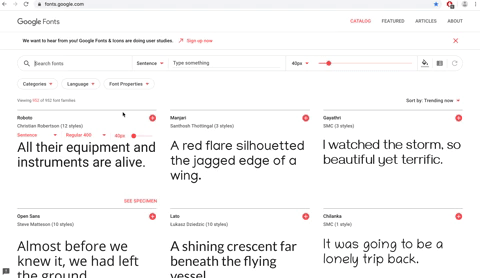 fonts.google.com
Google Fonts
CATALOG FEATURED ARTICLES ABOUT
We want to hear from you! Google Fonts & Icons are doing user studies. Sign up now
Search fonts Sentence Type something 40px
Categories Language Font Properties
Viewing 992 of 992 font families Sort by: Trending now
Roboto
Christian Robertson (12 styles)
Sentence Regular 400 40px
All their equipment and
instruments are alive.
SEE SPECIMEN
Manjari
Santhosh Thottingal (3 styles)
A red flare silhouetted
the jagged edge of a
wing.
Gayathri
SMC (3 styles)
I watched the storm, so
beautiful yet terrific.
Open Sans
Steve Matteson (10 styles)
Almost before we
knew it, we had left
the ground.
Lato
Łukasz Dziedzic (10 styles)
A shining crescent far
beneath the flying
vessel.
Chilanka
SMC (1 style)
It was going to be a
lonely trip back.